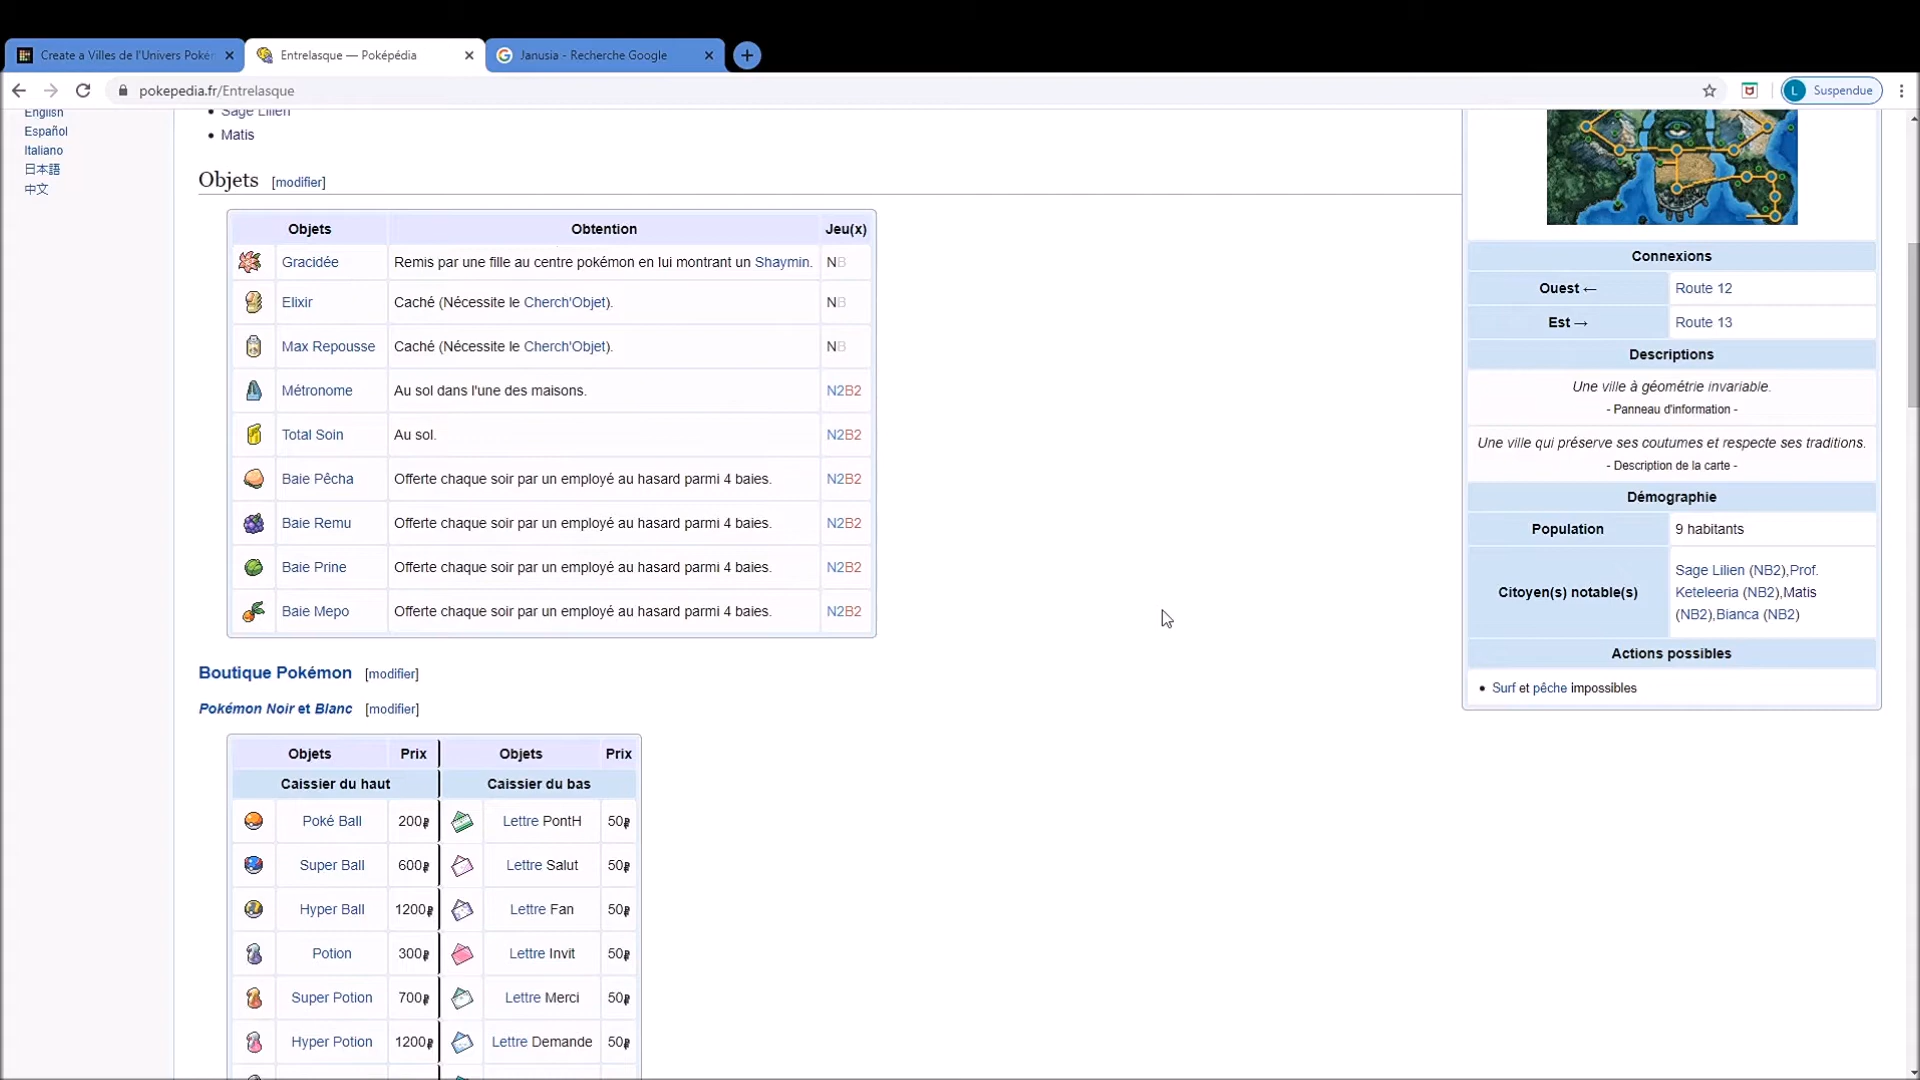 Create a Villes de l'Univers Poké
Entrelasque — Poképédia
Janusia - Recherche Google
pokepedia.fr/Entrelasque
L Suspendue
English
Español
Italiano
日本語
中文
Sage Lilien
Matis
Objets [modifier]
Objets Obtention Jeu(x)
Gracidée Remis par une fille au centre pokémon en lui montrant un Shaymin. NB
Elixir Caché (Nécessite le Cherch'Objet). NB
Max Repousse Caché (Nécessite le Cherch'Objet). NB
Métronome Au sol dans l'une des maisons. N2B2
Total Soin Au sol. N2B2
Baie Pêcha Offerte chaque soir par un employé au hasard parmi 4 baies. N2B2
Baie Remu Offerte chaque soir par un employé au hasard parmi 4 baies. N2B2
Baie Prine Offerte chaque soir par un employé au hasard parmi 4 baies. N2B2
Baie Mepo Offerte chaque soir par un employé au hasard parmi 4 baies. N2B2
Boutique Pokémon [modifier]
Pokémon Noir et Blanc [modifier]
Objets Prix Objets Prix
Caissier du haut Caissier du bas
Poké Ball 200₽ Lettre PontH 50₽
Super Ball 600₽ Lettre Salut 50₽
Hyper Ball 1200₽ Lettre Fan 50₽
Potion 300₽ Lettre Invit 50₽
Super Potion 700₽ Lettre Merci 50₽
Hyper Potion 1200₽ Lettre Demande 50₽
Connexions
Ouest ← Route 12
Est → Route 13
Descriptions
Une ville à géométrie invariable.
- Panneau d'information -
Une ville qui préserve ses coutumes et respecte ses traditions.
- Description de la carte -
Démographie
Population 9 habitants
Citoyen(s) notable(s)
Sage Lilien (NB2),Prof.
Keteleeria (NB2),Matis
(NB2),Bianca (NB2)
Actions possibles
Surf et pêche impossibles